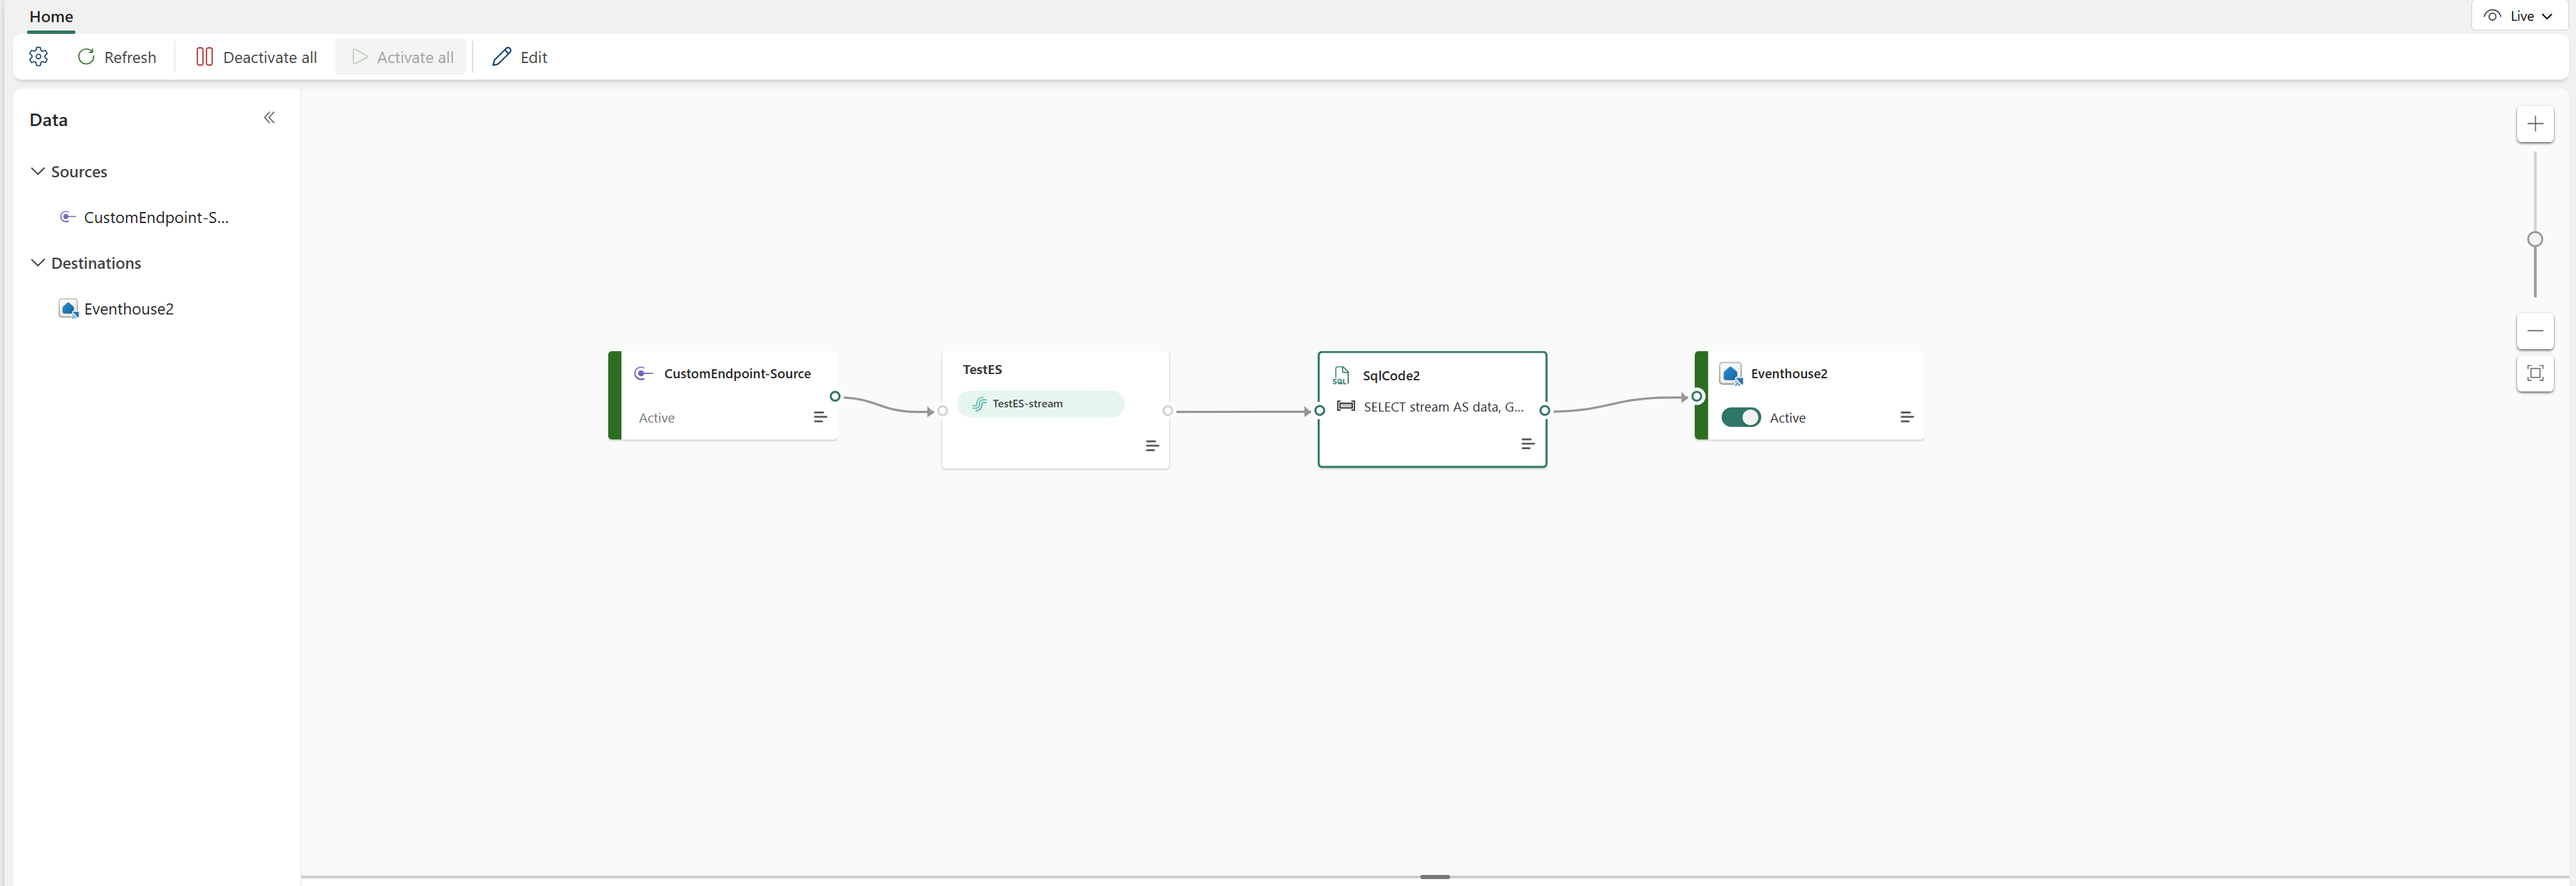 Home
Live
Refresh
Deactivate all
Activate all
Edit
Data
Sources
CustomEndpoint-S...
Destinations
Eventhouse2
CustomEndpoint-Source
Active
TestES
TestES-stream
SQL
SqlCode2
SELECT stream AS data, G...
Eventhouse2
Active